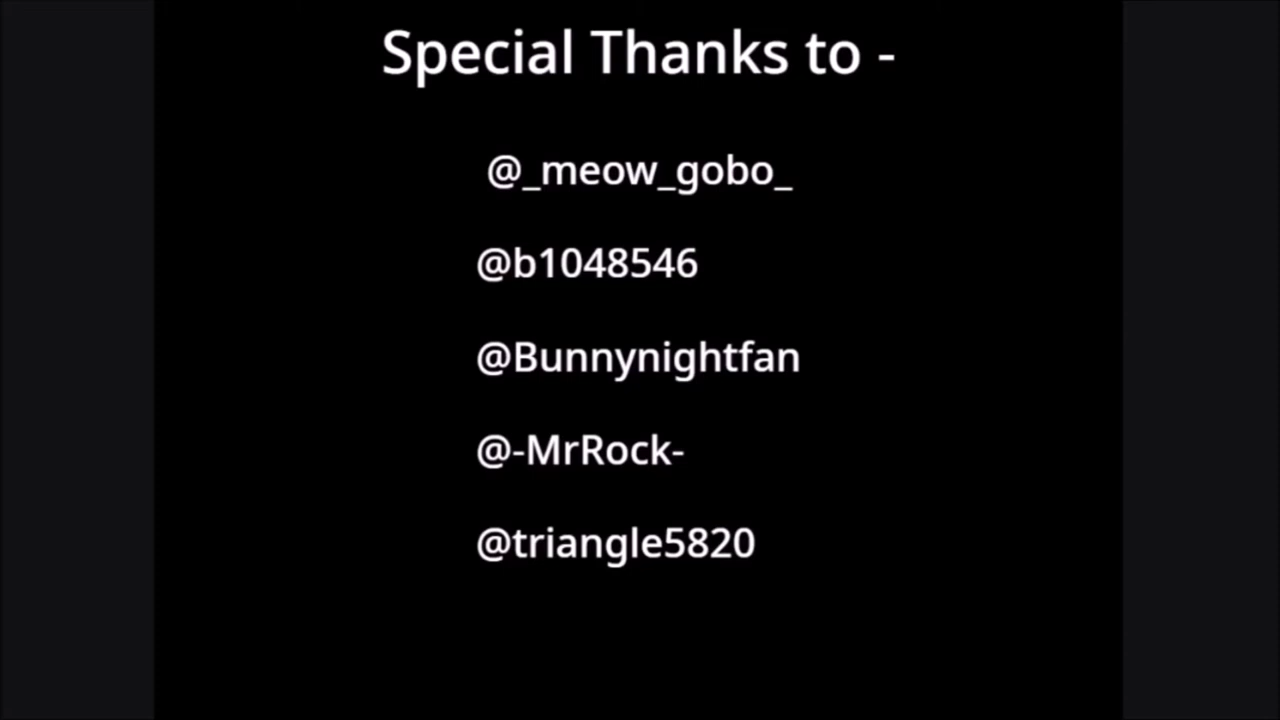 Special Thanks to -
@_meow_gobo_
@b1048546
@Bunnynightfan
@-MrRock-
@triangle5820